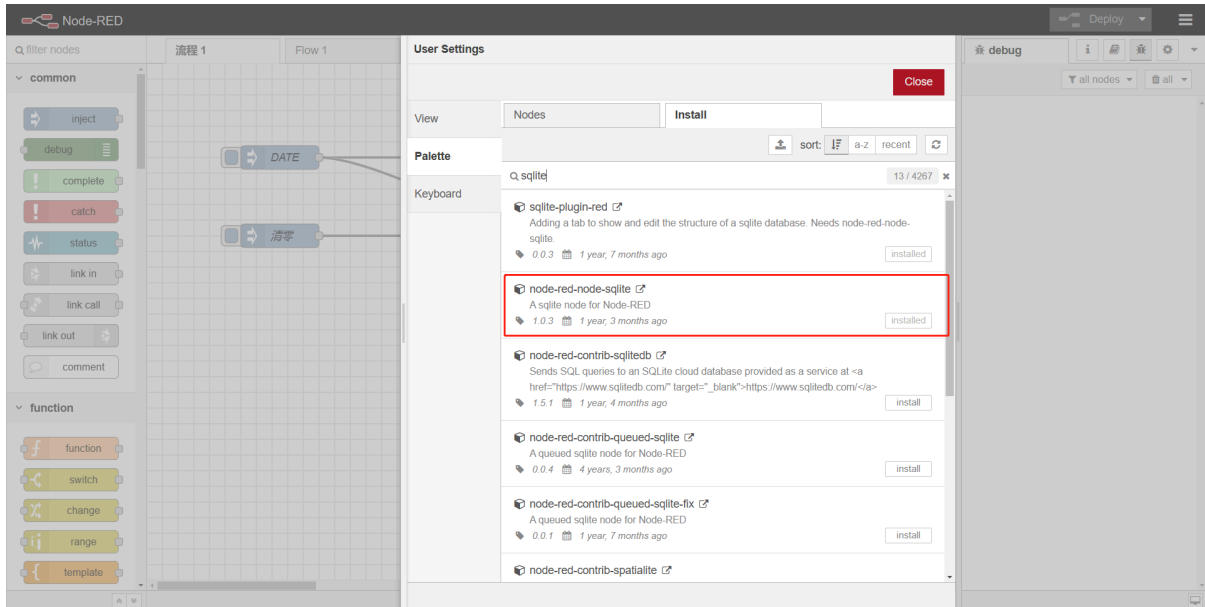 Node-RED
Deploy
filter nodes
流程 1
Flow 1
User Settings
debug
i
common
Close
all nodes
all
inject
View
Nodes
Install
debug
DATE
Palette
sort:
a-z
recent
complete
sqlite
13 / 4267
catch
Keyboard
sqlite-plugin-red
Adding a tab to show and edit the structure of a sqlite database. Needs node-red-node-
sqlite.
0.0.3
1 year, 7 months ago
installed
status
清零
link in
node-red-node-sqlite
A sqlite node for Node-RED
1.0.3
1 year, 3 months ago
installed
link call
link out
node-red-contrib-sqlitedb
Sends SQL queries to an SQLite cloud database provided as a service at <a
href="https://www.sqlitedb.com/" target="_blank">https://www.sqlitedb.com/</a>
1.5.1
1 year, 4 months ago
install
comment
function
node-red-contrib-queued-sqlite
A queued sqlite node for Node-RED
0.0.4
4 years, 3 months ago
install
function
switch
change
node-red-contrib-queued-sqlite-fix
A queued sqlite node for Node-RED
0.0.1
1 year, 7 months ago
install
range
template
node-red-contrib-spatialite